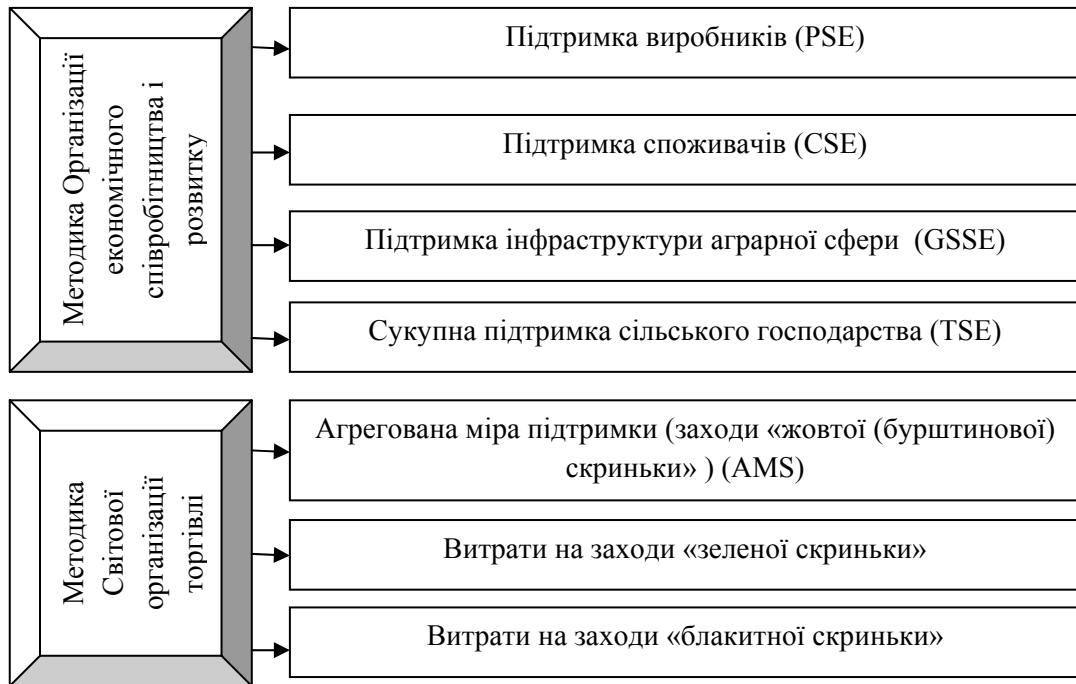 Методика Організації
економічного
співробітництва і
розвитку
Підтримка виробників (PSE)
Підтримка споживачів (CSE)
Підтримка інфраструктури аграрної сфери (GSSE)
Сукупна підтримка сільського господарства (TSE)
Методика
Світової
організації
торгівлі
Агрегована міра підтримки (заходи «жовтої (бурштинової)
скриньки» ) (AMS)
Витрати на заходи «зеленої скриньки»
Витрати на заходи «блакитної скриньки»